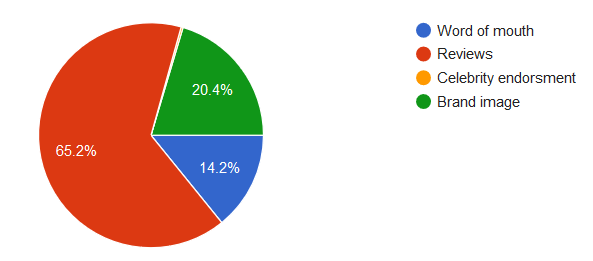 20.4%
65.2%
14.2%
Word of mouth
Reviews
Celebrity endorsment
Brand image